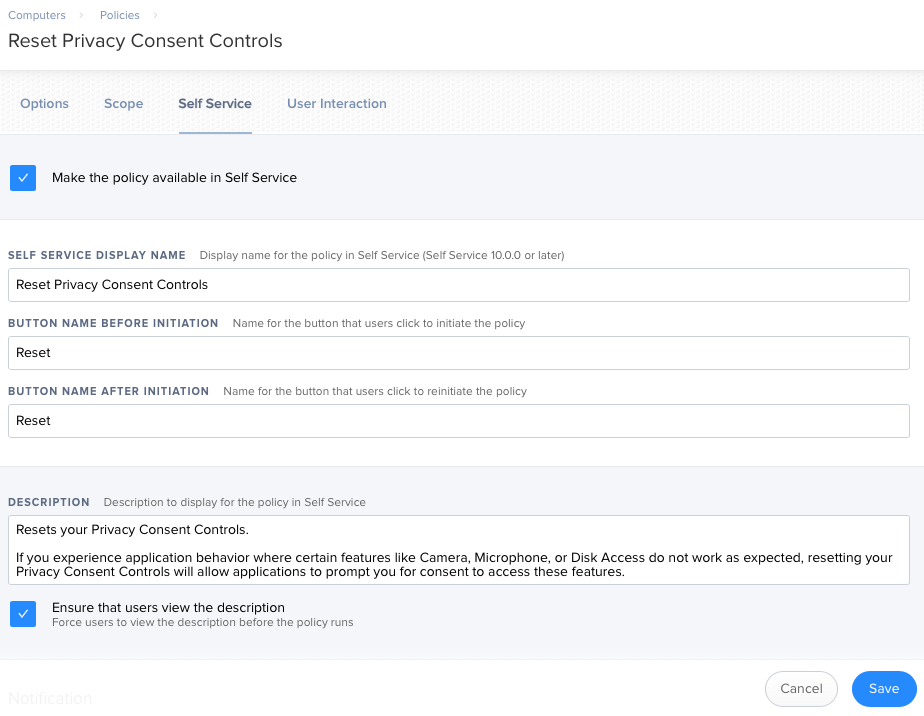 Computers > Policies >
Reset Privacy Consent Controls
Options Scope Self Service User Interaction
Make the policy available in Self Service
SELF SERVICE DISPLAY NAME Display name for the policy in Self Service (Self Service 10.0.0 or later)
Reset Privacy Consent Controls
BUTTON NAME BEFORE INITIATION Name for the button that users click to initiate the policy
Reset
BUTTON NAME AFTER INITIATION Name for the button that users click to reinitiate the policy
Reset
DESCRIPTION Description to display for the policy in Self Service
Resets your Privacy Consent Controls.
If you experience application behavior where certain features like Camera, Microphone, or Disk Access do not work as expected, resetting your
Privacy Consent Controls will allow applications to prompt you for consent to access these features.
Ensure that users view the description
Force users to view the description before the policy runs
Notification
Cancel Save